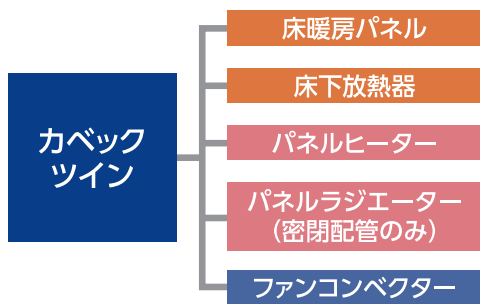 カベック
ツイン
床暖房パネル
床下放熱器
パネルヒーター
パネルラジエーター
（密閉配管のみ）
ファンコンベクター